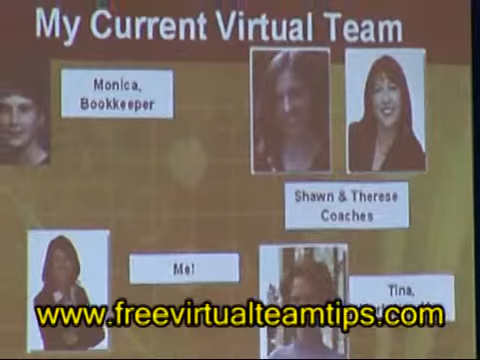 My Current Virtual Team
Monica,
Bookkeeper
Shawn & Therese
Coaches
Me!
Tina,
www.freevirtualteamtips.com